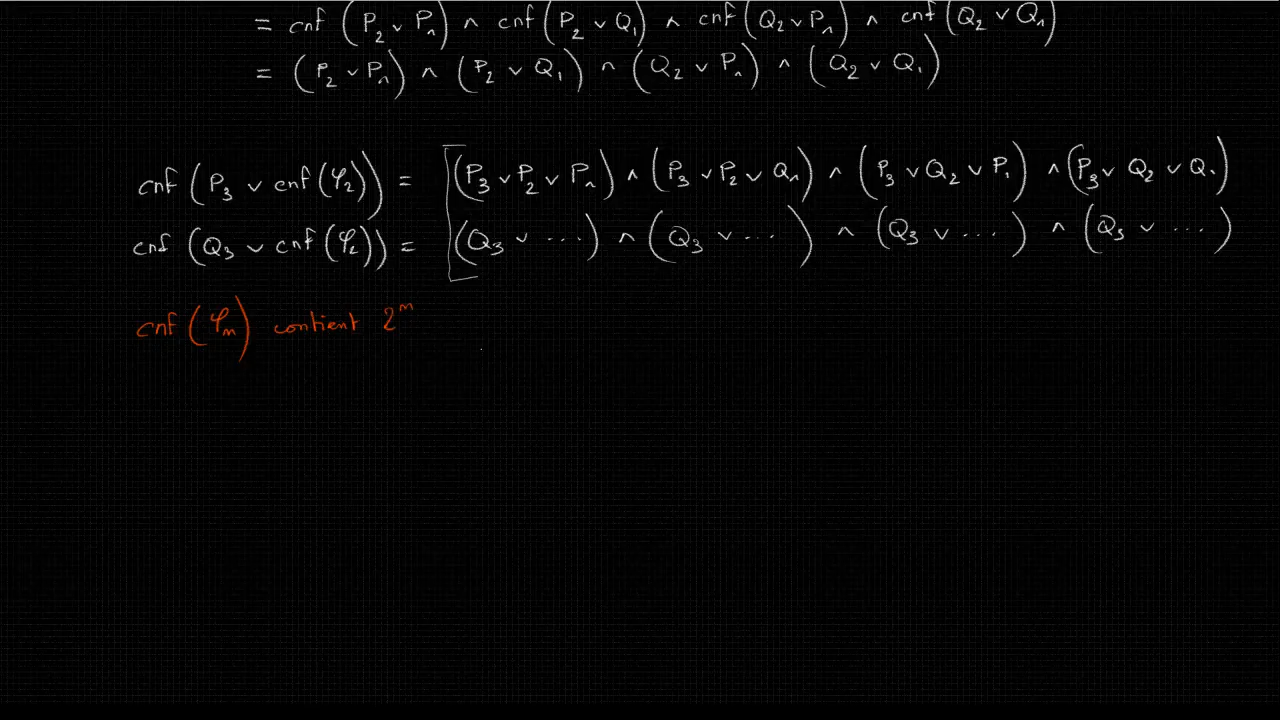 = cnf (P₂ ∨ P₁) ∧ cnf (P₂ ∨ Q₁) ∧ cnf (Q₂ ∨ P₁) ∧ cnf (Q₂ ∨ Q₁)
= (P₂ ∨ P₁) ∧ (P₂ ∨ Q₁) ∧ (Q₂ ∨ P₁) ∧ (Q₂ ∨ Q₁)
cnf (P₃ ∨ cnf(φ₂)) = (P₃ ∨ P₂ ∨ P₁) ∧ (P₃ ∨ P₂ ∨ Q₁) ∧ (P₃ ∨ Q₂ ∨ P₁) ∧ (P₃ ∨ Q₂ ∨ Q₁)
cnf (Q₃ ∨ cnf(φ₂)) = (Q₃ ∨ ...) ∧ (Q₃ ∨ ...) ∧ (Q₃ ∨ ...) ∧ (Q₃ ∨ ...)
cnf (φₙ) contient 2ⁿ